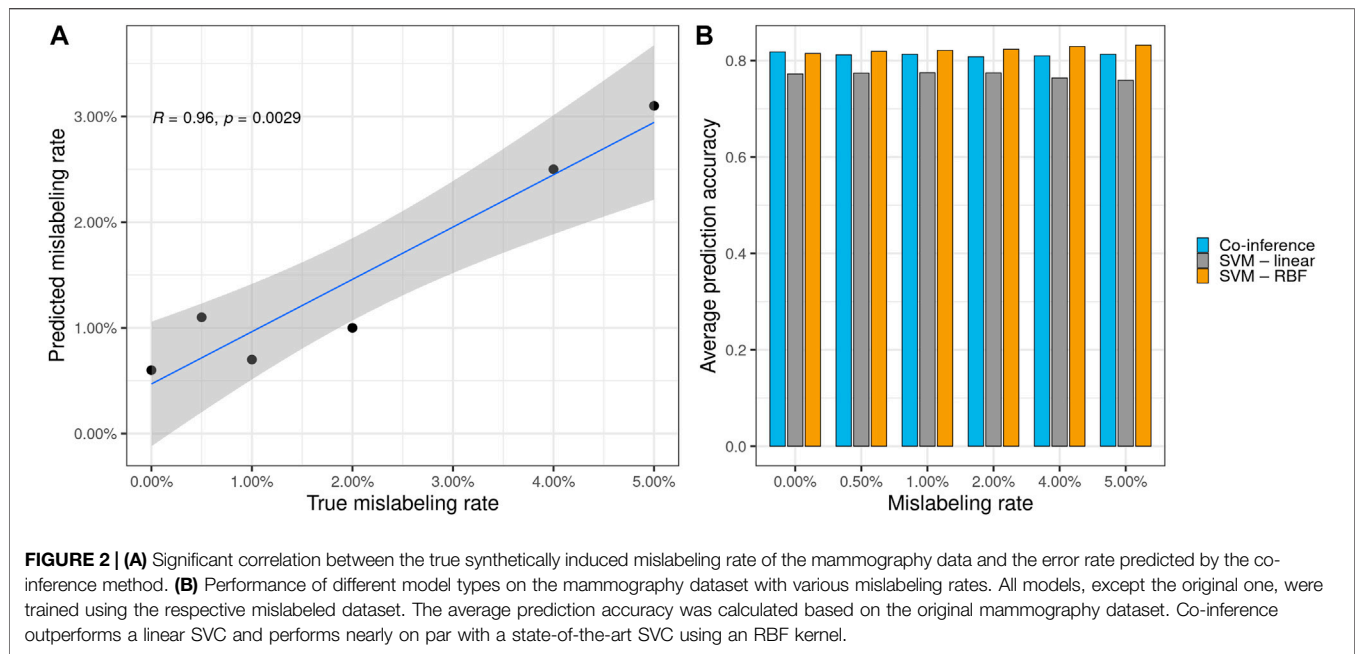 A
R = 0.96, p = 0.0029
Predicted mislabeling rate
3.00%
2.00%
1.00%
0.00%
0.00%
1.00%
2.00%
3.00%
4.00%
5.00%
True mislabeling rate
B
Average prediction accuracy
0.8
0.6
0.4
0.2
0.0
0.00%
0.50%
1.00%
2.00%
4.00%
5.00%
Mislabeling rate
Co-inference
SVM – linear
SVM – RBF
FIGURE 2 | (A) Significant correlation between the true synthetically induced mislabeling rate of the mammography data and the error rate predicted by the co-
inference method. (B) Performance of different model types on the mammography dataset with various mislabeling rates. All models, except the original one, were
trained using the respective mislabeled dataset. The average prediction accuracy was calculated based on the original mammography dataset. Co-inference
outperforms a linear SVC and performs nearly on par with a state-of-the-art SVC using an RBF kernel.